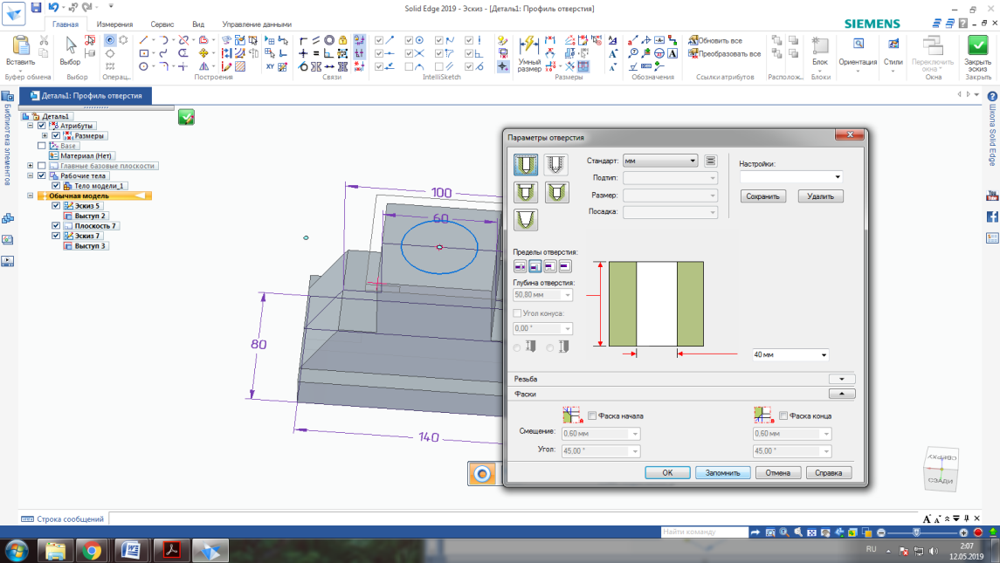 Solid Edge 2019 - Эскиз - [Деталь1: Профиль отверстия]
Главная Измерения Сервис Вид Управление данными
SIEMENS
Вставить Выбор Умный размер Обновить все Преобразовать все Блок Ориентация Стили Переключить окна Закрыть эскиз
Буфер обмена Выбор Операц... Построения Связи IntelliSketch Размеры Обозначения Ссылки атрибутов Располож... Блоки Окна Закрыть
Деталь1: Профиль отверстия
Библиотека элементов
Школа Solid Edge
Деталь1
Атрибуты
Размеры
Base
Материал (Нет)
Главные базовые плоскости
Рабочие тела
Тело модели_1
Обычная модель
Эскиз 5
Выступ 2
Плоскость 7
Эскиз 7
Выступ 3
100
60
80
140
Параметры отверстия
Стандарт: мм
Подтип:
Размер:
Посадка:
Настройки:
Сохранить Удалить
Пределы отверстия:
Глубина отверстия:
50,80 мм
Угол конуса:
0,00 °
40 мм
Резьба
Фаски
Фаска начала Фаска конца
Смещение: 0,60 мм 0,60 мм
Угол: 45,00 ° 45,00 °
OK Запомнить Отмена Справка
СВЕРХУ
СЗАДИ
Строка сообщений
Найти команду
RU
2:07
12.05.2019